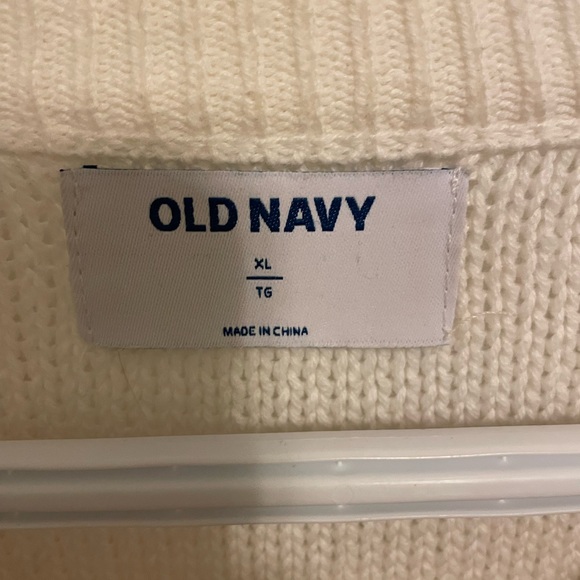 OLD NAVY
XL
TG
MADE IN CHINA